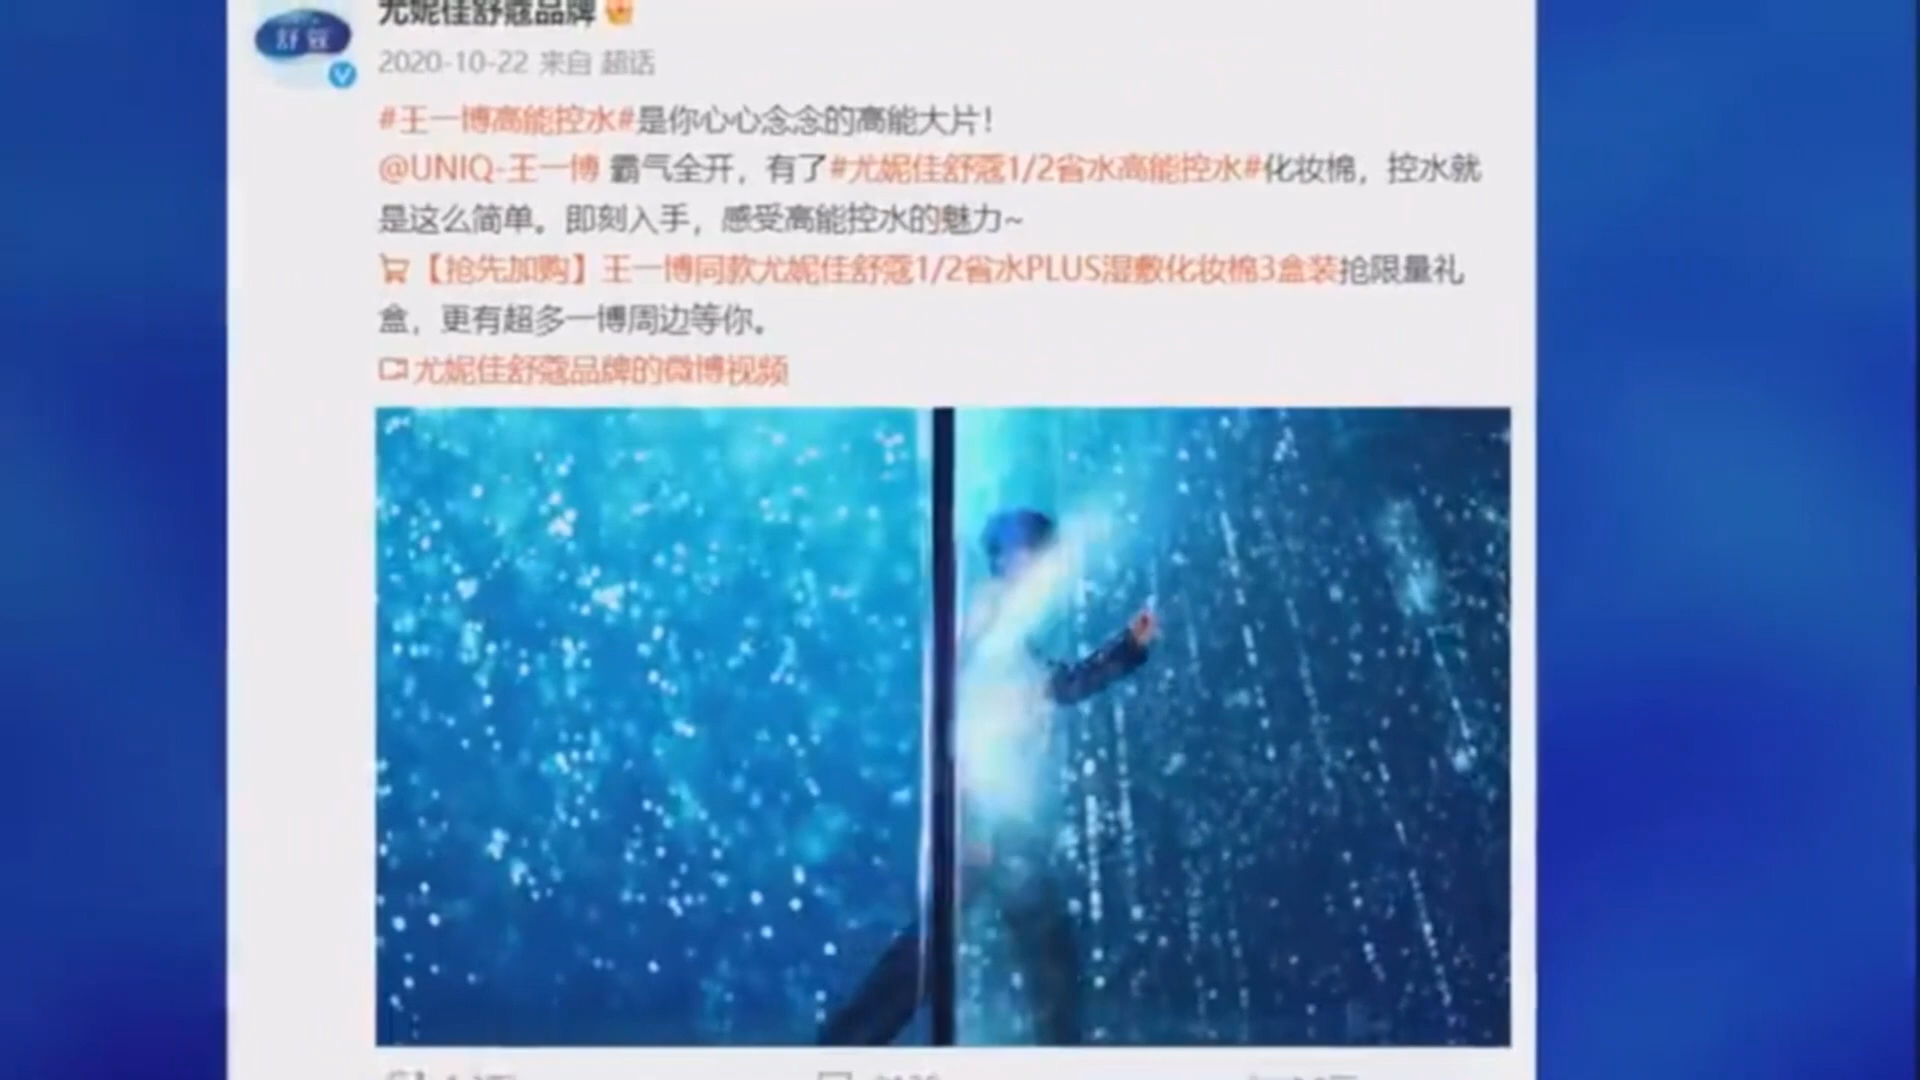 尤妮佳舒蔻品牌
舒蔻
2020-10-22 来自 超话
#王一博高能控水#是你心心念念的高能大片！
@UNIQ-王一博 霸气全开，有了#尤妮佳舒蔻1/2省水高能控水#化妆棉，控水就
是这么简单。即刻入手，感受高能控水的魅力~
【抢先加购】王一博同款尤妮佳舒蔻1/2省水PLUS湿敷化妆棉3盒装抢限量礼
盒，更有超多一博周边等你。
尤妮佳舒蔻品牌的微博视频